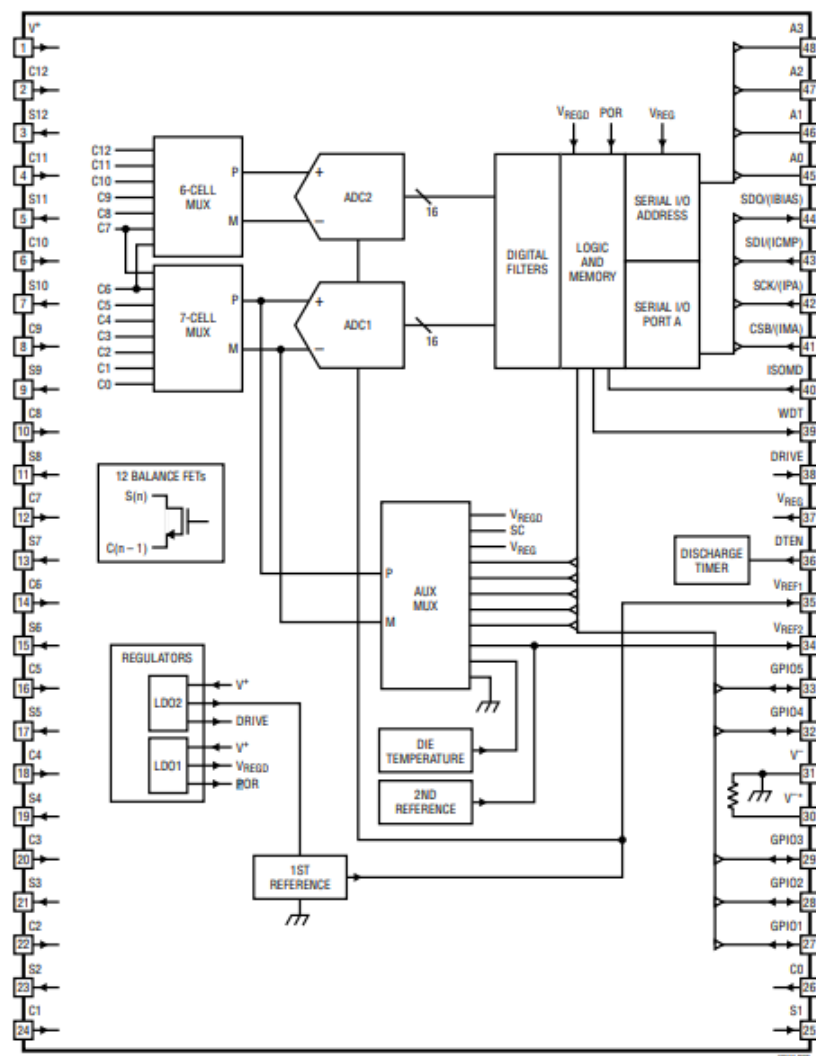 V+
1
C12
2
S12
3
C11
4
S11
5
C10
6
S10
7
C9
8
S9
9
C8
10
S8
11
C7
12
S7
13
C6
14
S6
15
C5
16
S5
17
C4
18
S4
19
C3
20
S3
21
C2
22
S2
23
C1
24
C12
C11
C10
C9
C8
C7
6-CELL
MUX
P
M
C6
C5
C4
C3
C2
C1
C0
7-CELL
MUX
P
M
+
−
ADC2
16
+
−
ADC1
16
VREGD
POR
VREG
DIGITAL
FILTERS
LOGIC
AND
MEMORY
SERIAL I/O
ADDRESS
SERIAL I/O
PORT A
12 BALANCE FETs
S(n)
C(n − 1)
P
M
AUX
MUX
VREGD
SC
VREG
DISCHARGE
TIMER
REGULATORS
LDO2
V+
DRIVE
LDO1
V+
VREGD
POR
DIE
TEMPERATURE
2ND
REFERENCE
1ST
REFERENCE
A3
48
A2
47
A1
46
A0
45
SDO/(IBIAS)
44
SDI/(ICMP)
43
SCK/(IPA)
42
CSB/(IMA)
41
ISOMD
40
WDT
39
DRIVE
38
VREG
37
DTEN
36
VREF1
35
VREF2
34
GPIO5
33
GPIO4
32
V−
31
V−*
30
GPIO3
29
GPIO2
28
GPIO1
27
C0
26
S1
25